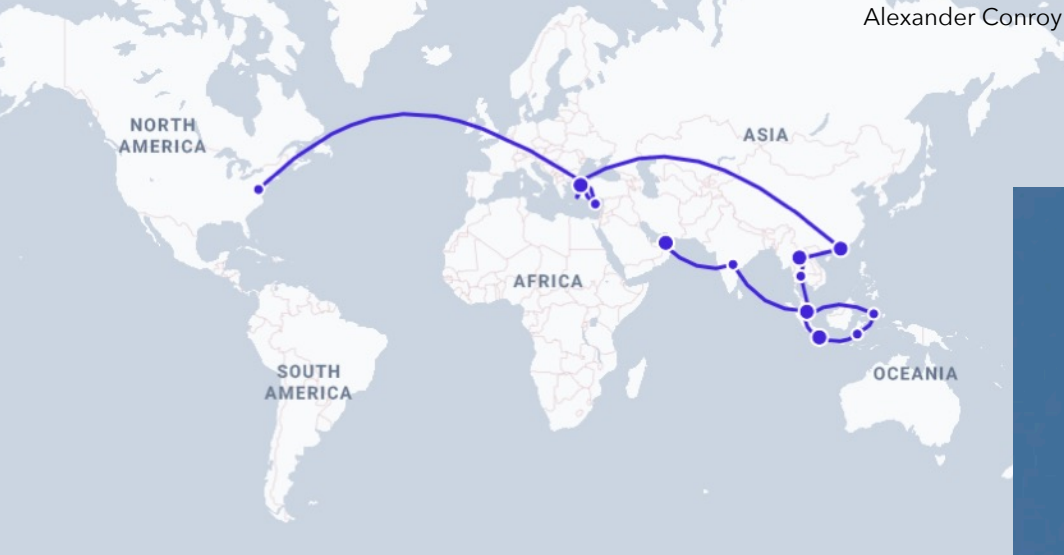 Alexander Conroy
NORTH
AMERICA
ASIA
AFRICA
SOUTH
AMERICA
OCEANIA